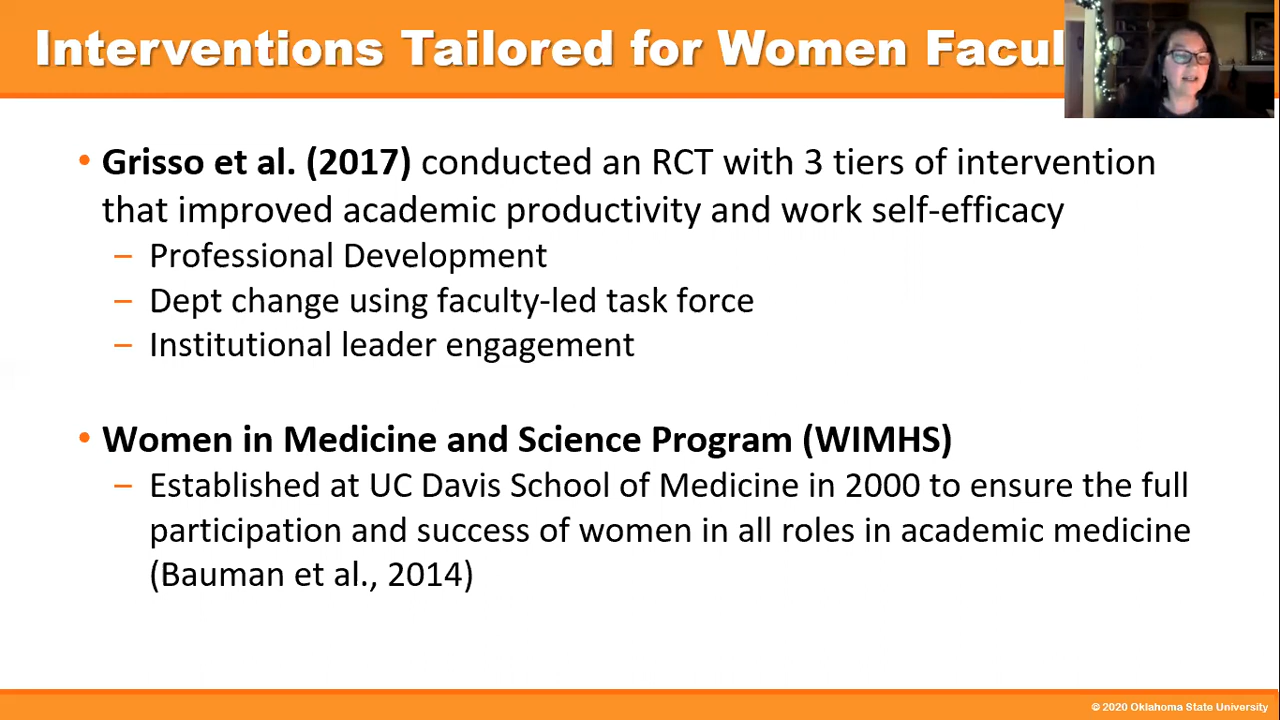 Interventions Tailored for Women Facul
• Grisso et al. (2017) conducted an RCT with 3 tiers of intervention
that improved academic productivity and work self-efficacy
– Professional Development
– Dept change using faculty-led task force
– Institutional leader engagement
• Women in Medicine and Science Program (WIMHS)
– Established at UC Davis School of Medicine in 2000 to ensure the full
participation and success of women in all roles in academic medicine
(Bauman et al., 2014)
© 2020 Oklahoma State University